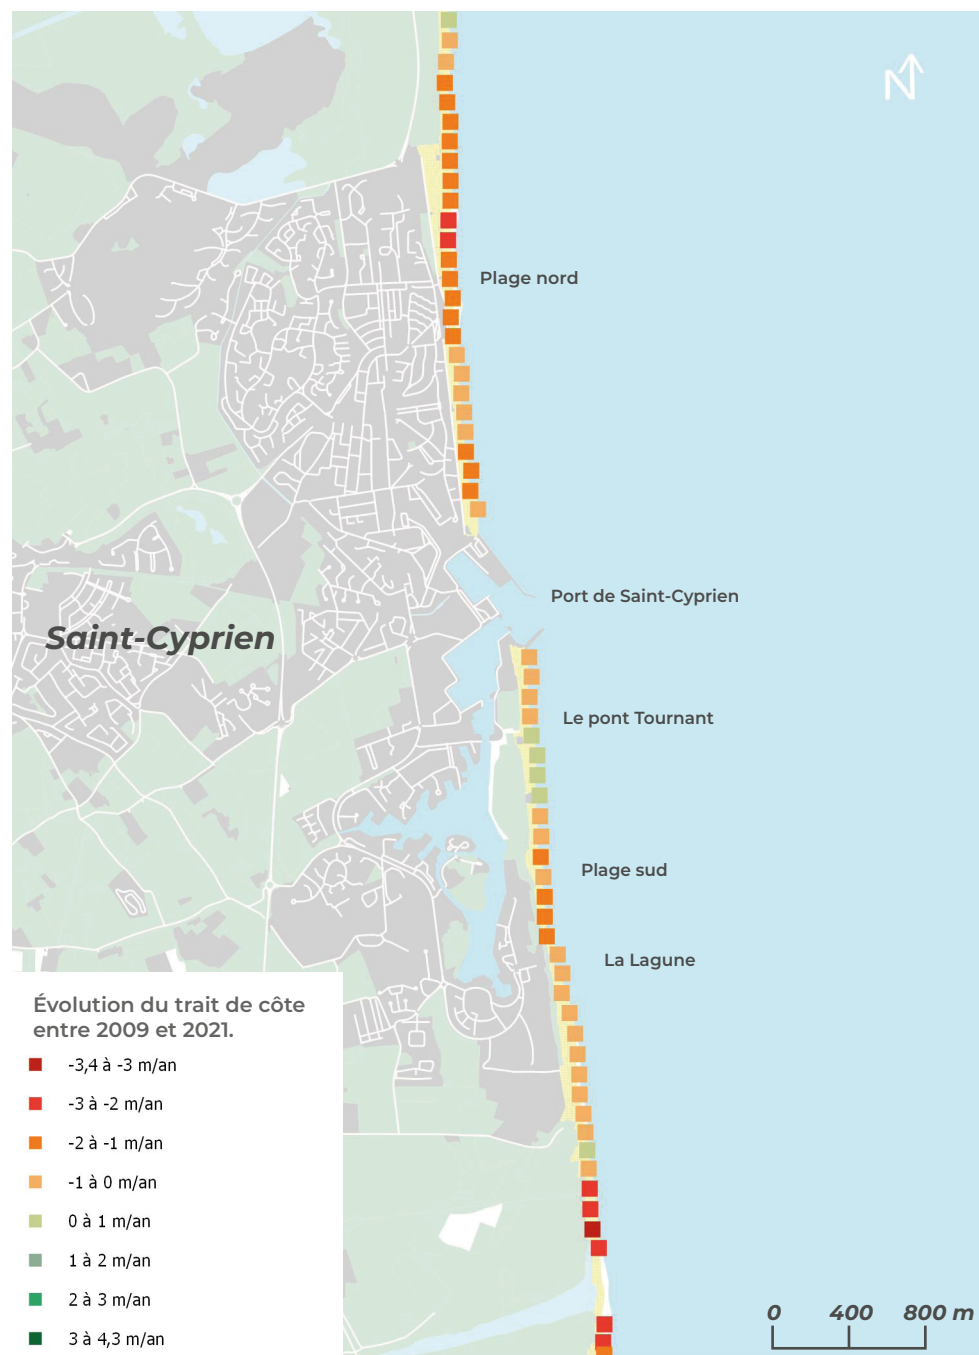 N
Plage nord
Port de Saint-Cyprien
Saint-Cyprien
Le pont Tournant
Plage sud
La Lagune
Évolution du trait de côte
entre 2009 et 2021.
-3,4 à -3 m/an
-3 à -2 m/an
-2 à -1 m/an
-1 à 0 m/an
0 à 1 m/an
1 à 2 m/an
2 à 3 m/an
3 à 4,3 m/an
0 400 800 m